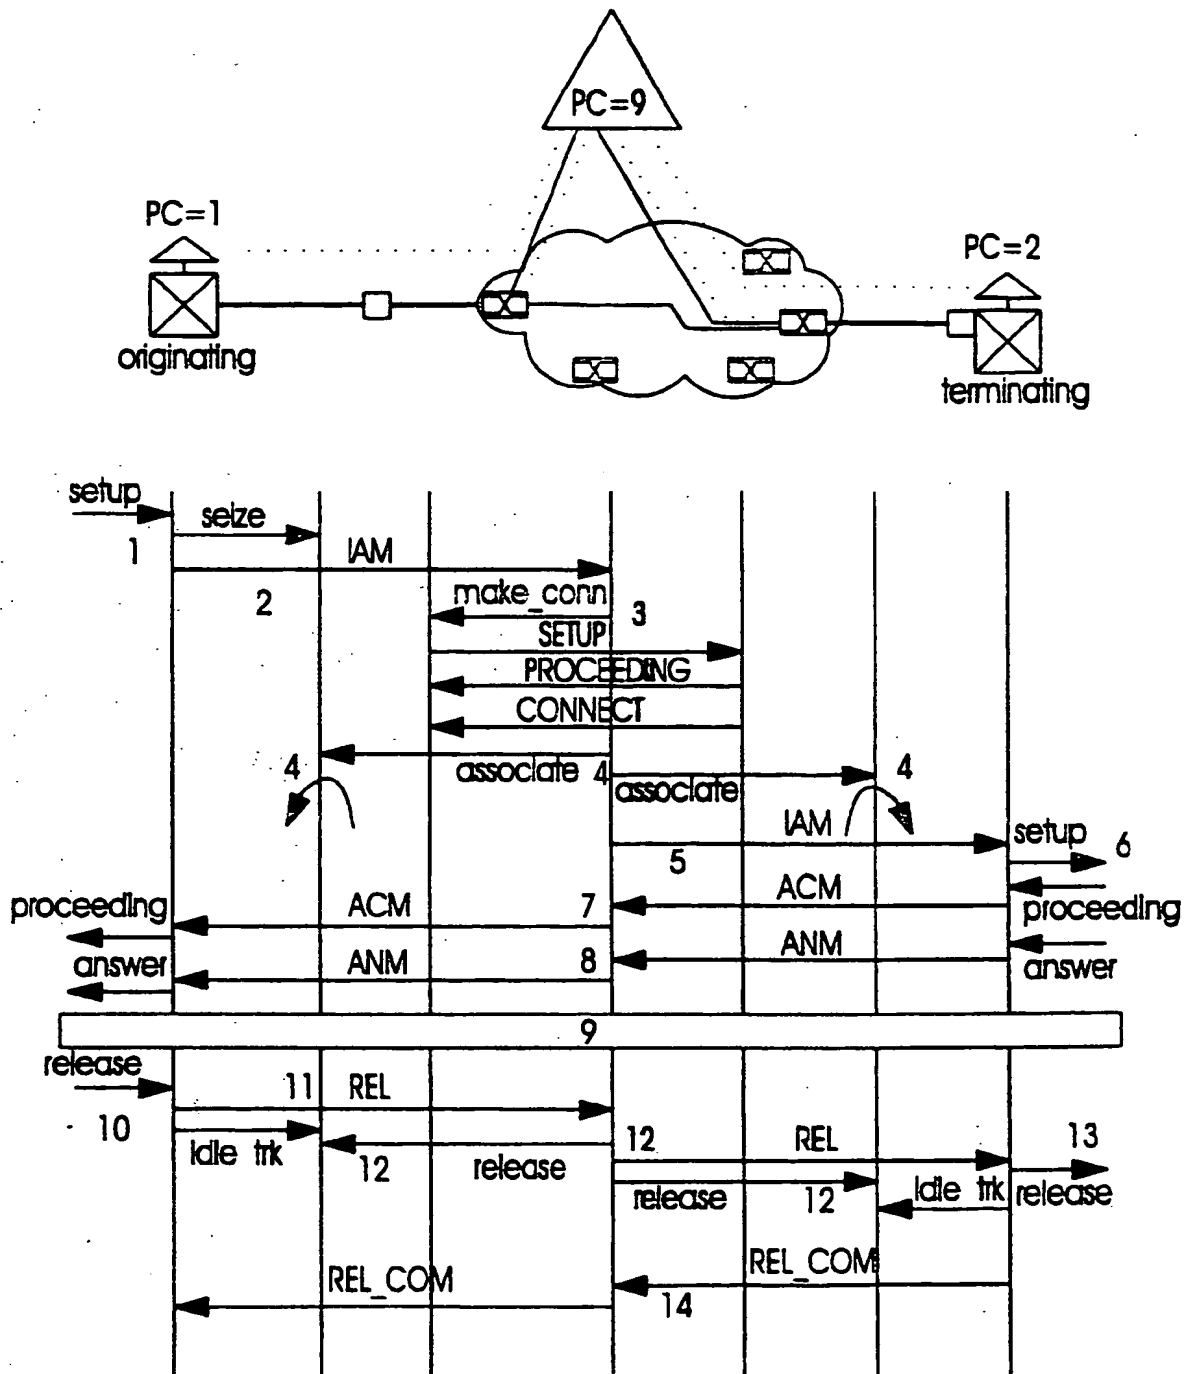 PC=9
PC=1
PC=2
originating
terminating
setup
seize
1
IAM
2
make_conn
3
SETUP
PROCEEDING
CONNECT
4
associate
4
associate
4
IAM
setup
6
5
ACM
proceeding
ACM
7
proceeding
ANM
answer
ANM
8
answer
9
release
11
REL
10
idle trk
12
release
12
REL
13
release
12
idle trk
release
REL_COM
REL_COM
14